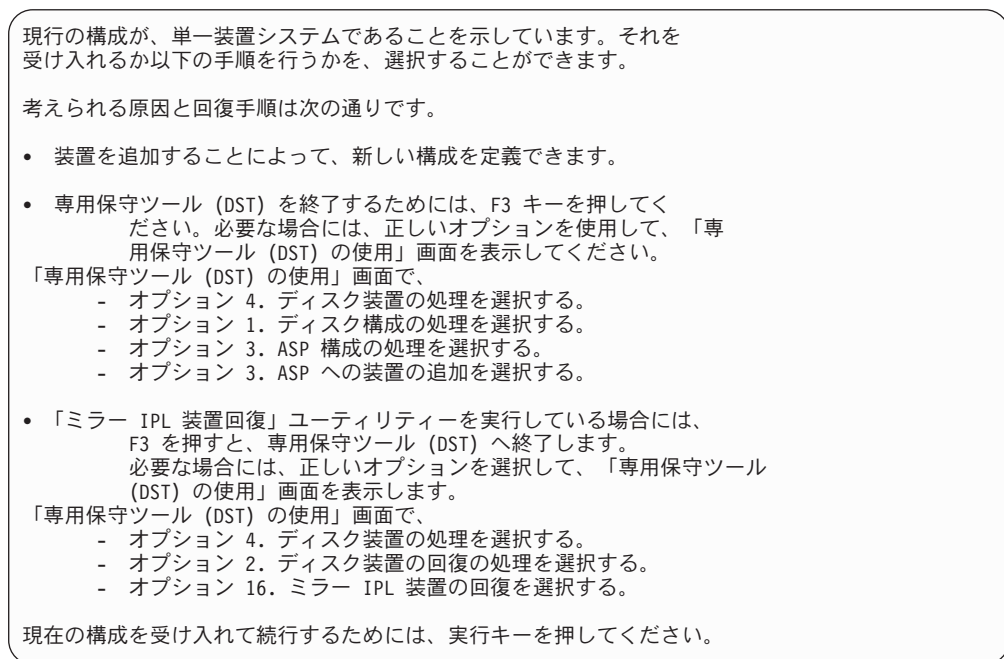 現行の構成が、単一装置システムであることを示しています。それを
受け入れるか以下の手順を行うかを、選択することができます。
考えられる原因と回復手順は次の通りです。
• 装置を追加することによって、新しい構成を定義できます。
• 専用保守ツール (DST) を終了するためには、F3 キーを押してく
ださい。必要な場合には、正しいオプションを使用して、「専
用保守ツール (DST) の使用」画面を表示してください。
「専用保守ツール (DST) の使用」画面で、
- オプション 4. ディスク装置の処理を選択する。
- オプション 1. ディスク構成の処理を選択する。
- オプション 3. ASP 構成の処理を選択する。
- オプション 3. ASP への装置の追加を選択する。
• 「ミラー IPL 装置回復」ユーティリティーを実行している場合には、
F3 を押すと、専用保守ツール (DST) へ終了します。
必要な場合には、正しいオプションを選択して、「専用保守ツール
(DST) の使用」画面を表示します。
「専用保守ツール (DST) の使用」画面で、
- オプション 4. ディスク装置の処理を選択する。
- オプション 2. ディスク装置の回復の処理を選択する。
- オプション 16. ミラー IPL 装置の回復を選択する。
現在の構成を受け入れて続行するためには、実行キーを押してください。